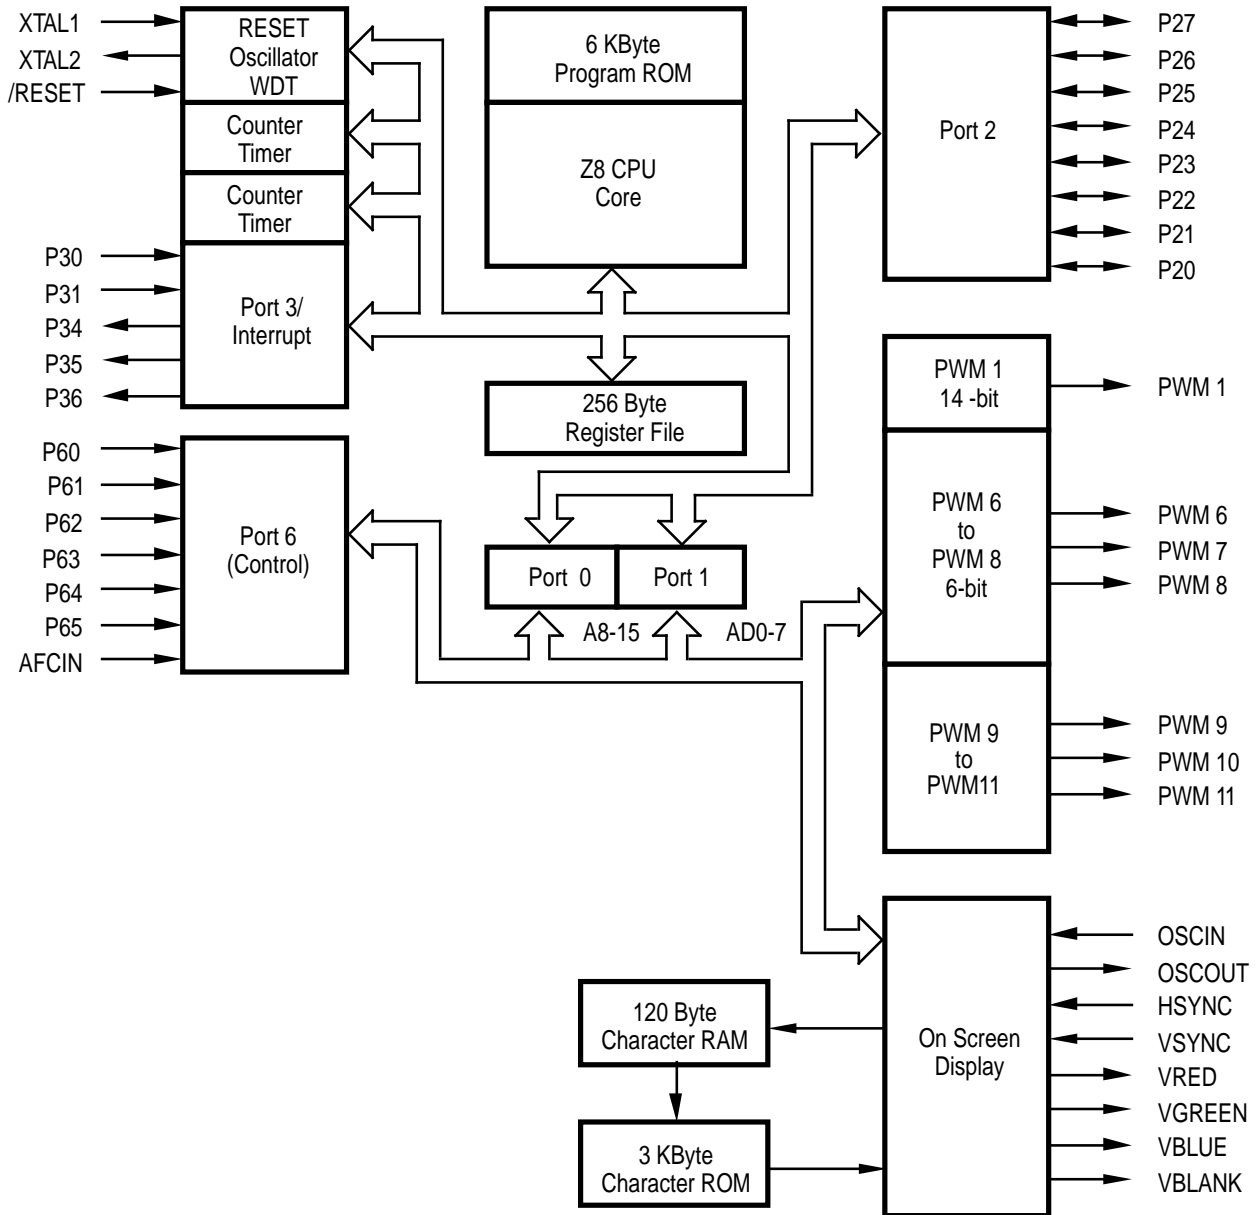 XTAL1
XTAL2
/RESET
RESET
Oscillator
WDT
Counter
Timer
Counter
Timer
P30
P31
P34
P35
P36
Port 3/
Interrupt
P60
P61
P62
P63
P64
P65
AFCIN
Port 6
(Control)
6 KByte
Program ROM
Z8 CPU
Core
256 Byte
Register File
Port 0
Port 1
A8-15
AD0-7
Port 2
P27
P26
P25
P24
P23
P22
P21
P20
PWM 1
14 -bit
PWM 1
PWM 6
to
PWM 8
6-bit
PWM 6
PWM 7
PWM 8
PWM 9
to
PWM11
PWM 9
PWM 10
PWM 11
120 Byte
Character RAM
3 KByte
Character ROM
On Screen
Display
OSCIN
OSCOUT
HSYNC
VSYNC
VRED
VGREEN
VBLUE
VBLANK